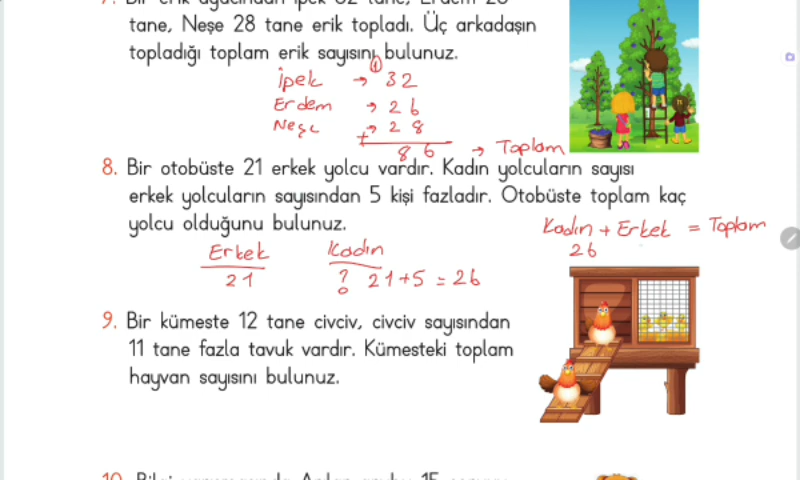 tane, Neşe 28 tane erik topladı. Üç arkadaşın
topladığı toplam erik sayısını bulunuz.
1
İpek → 32
Erdem → 26
Neşe → 28
+
86 → Toplam
8. Bir otobüste 21 erkek yolcu vardır. Kadın yolcuların sayısı
erkek yolcuların sayısından 5 kişi fazladır. Otobüste toplam kaç
yolcu olduğunu bulunuz.
Kadın + Erkek = Toplam
26
Erkek Kadın
21 ? 21+5 = 26
9. Bir kümeste 12 tane civciv, civciv sayısından
11 tane fazla tavuk vardır. Kümesteki toplam
hayvan sayısını bulunuz.